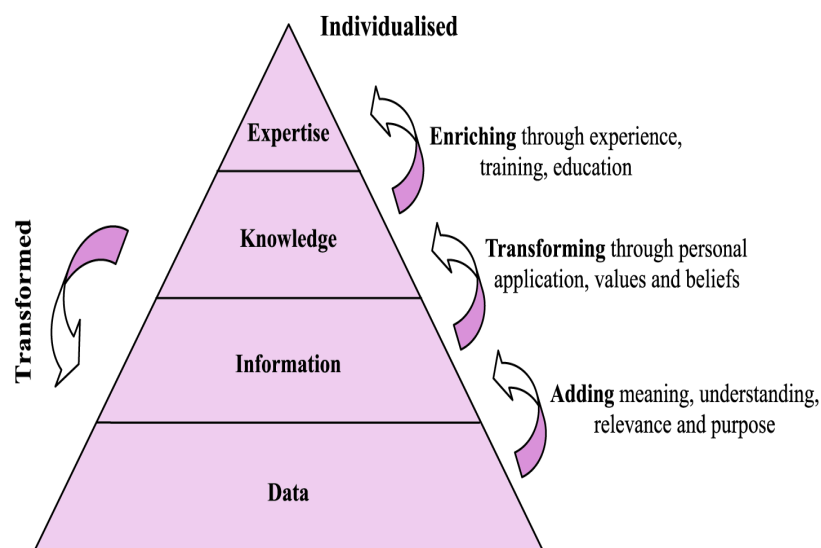 Individualised
Expertise
Enriching through experience,
training, education
Knowledge
Transforming through personal
application, values and beliefs
Transformed
Information
Adding meaning, understanding,
relevance and purpose
Data